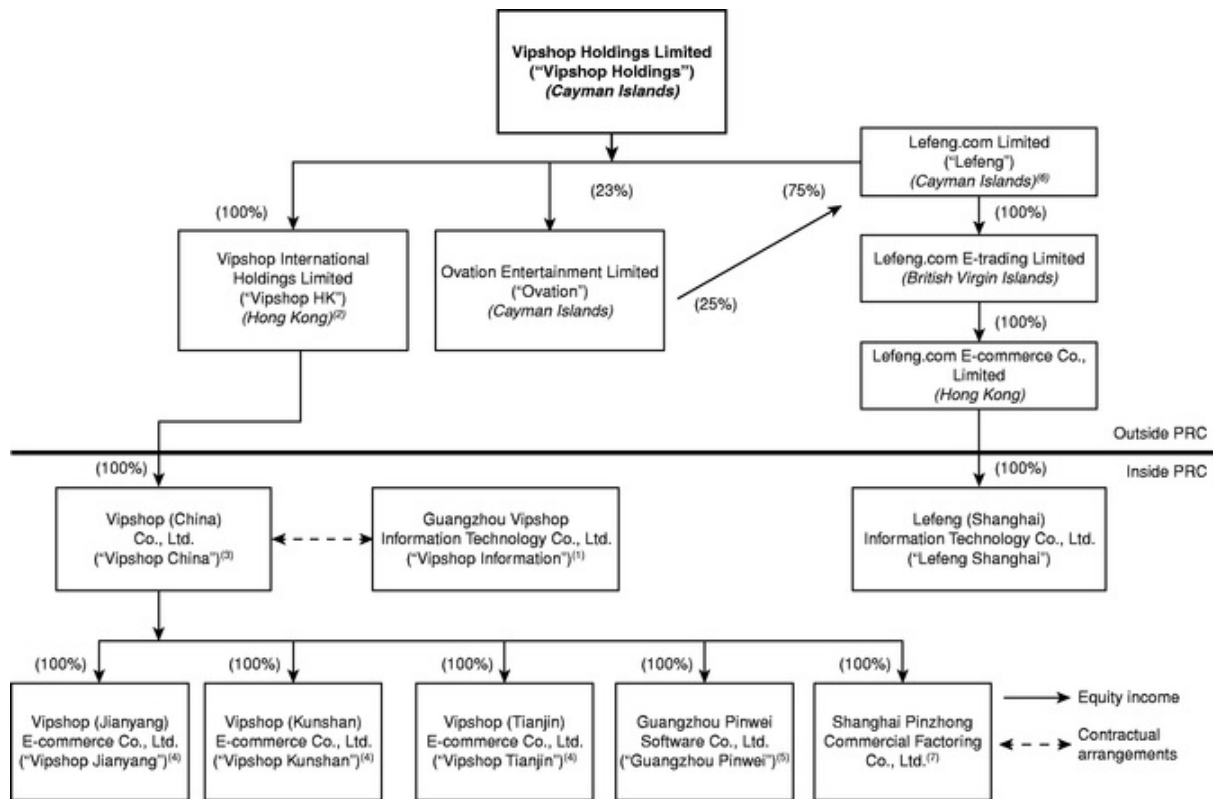 Vipshop Holdings Limited
(“Vipshop Holdings”)
(Cayman Islands)
Lefeng.com Limited
(“Lefeng”)
(Cayman Islands)(6)
(100%)
(23%)
(75%)
(100%)
Vipshop International
Holdings Limited
(“Vipshop HK”)
(Hong Kong)(2)
Ovation Entertainment Limited
(“Ovation”)
(Cayman Islands)
(25%)
Lefeng.com E-trading Limited
(British Virgin Islands)
(100%)
Lefeng.com E-commerce Co.,
Limited
(Hong Kong)
Outside PRC
(100%)
(100%)
Inside PRC
Vipshop (China)
Co., Ltd.
(“Vipshop China”)(3)
Guangzhou Vipshop
Information Technology Co., Ltd.
(“Vipshop Information”)(1)
Lefeng (Shanghai)
Information Technology Co., Ltd.
(“Lefeng Shanghai”)
(100%)
(100%)
(100%)
(100%)
(100%)
Vipshop (Jianyang)
E-commerce Co., Ltd.
(“Vipshop Jianyang”)(4)
Vipshop (Kunshan)
E-commerce Co., Ltd.
(“Vipshop Kunshan”)(4)
Vipshop (Tianjin)
E-commerce Co., Ltd.
(“Vipshop Tianjin”)(4)
Guangzhou Pinwei
Software Co., Ltd.
(“Guangzhou Pinwei”)(5)
Shanghai Pinzhong
Commercial Factoring
Co., Ltd.(7)
Equity income
Contractual
arrangements